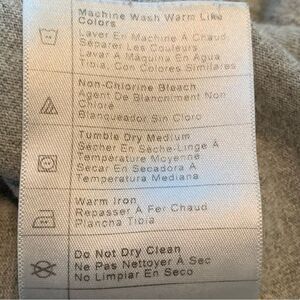 Machine Wash Warm Like
Colors
Laver En Machine À Chaud
Séparer Les Couleurs
Lavar A Máquina En Agua
Tibia, Con Colores Similares
Non-Chlorine Bleach
Agent De Blanchiment Non
Chloré
Blanqueador Sin Cloro
Tumble Dry Medium
Sécher En Sèche-Linge À
Température Moyenne
Secar En Secadora A
Temperatura Mediana
Warm Iron
Repasser À Fer Chaud
Plancha Tibia
Do Not Dry Clean
Ne Pas Nettoyer À Sec
No Limpiar En Seco